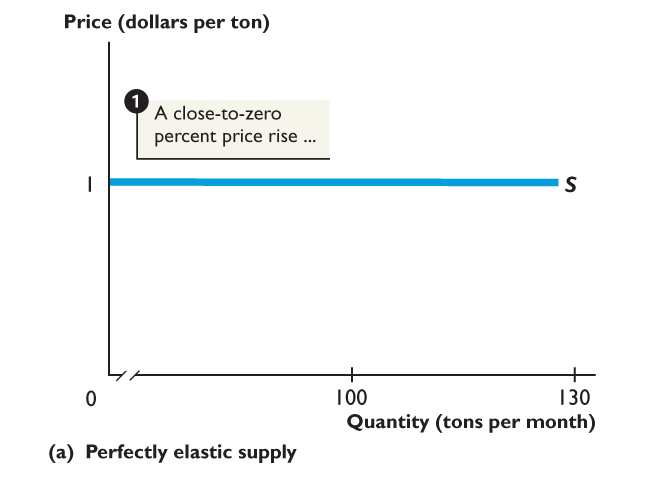 Price (dollars per ton)
1
A close-to-zero
percent price rise ...
1
S
0
100
130
Quantity (tons per month)
(a) Perfectly elastic supply